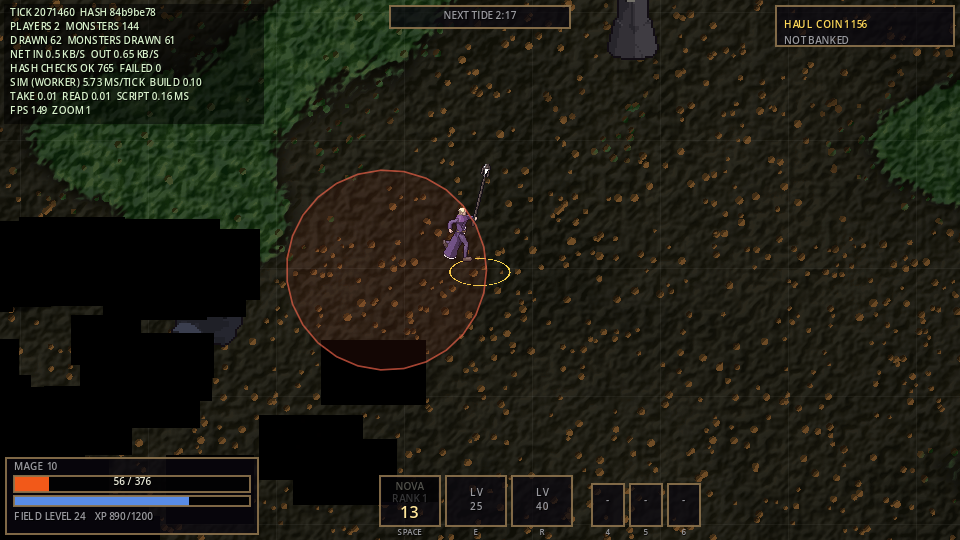 TICK 2071460 HASH 84b9be78
PLAYERS 2 MONSTERS 144
DRAWN 62 MONSTERS DRAWN 61
NET IN 0.5 KB/S OUT 0.65 KB/S
HASH CHECKS OK 765 FAILED 0
SIM (WORKER) 5.73 MS/TICK BUILD 0.10
TAKE 0.01 READ 0.01 SCRIPT 0.16 MS
FPS 149 ZOOM 1
NEXT TIDE 2:17
HAUL COIN 1156
NOT BANKED
MAGE 10
56 / 376
FIELD LEVEL 24 XP 890/1200
NOVA
RANK 1
13
SPACE
LV
25
E
LV
40
R
-
4
-
5
-
6